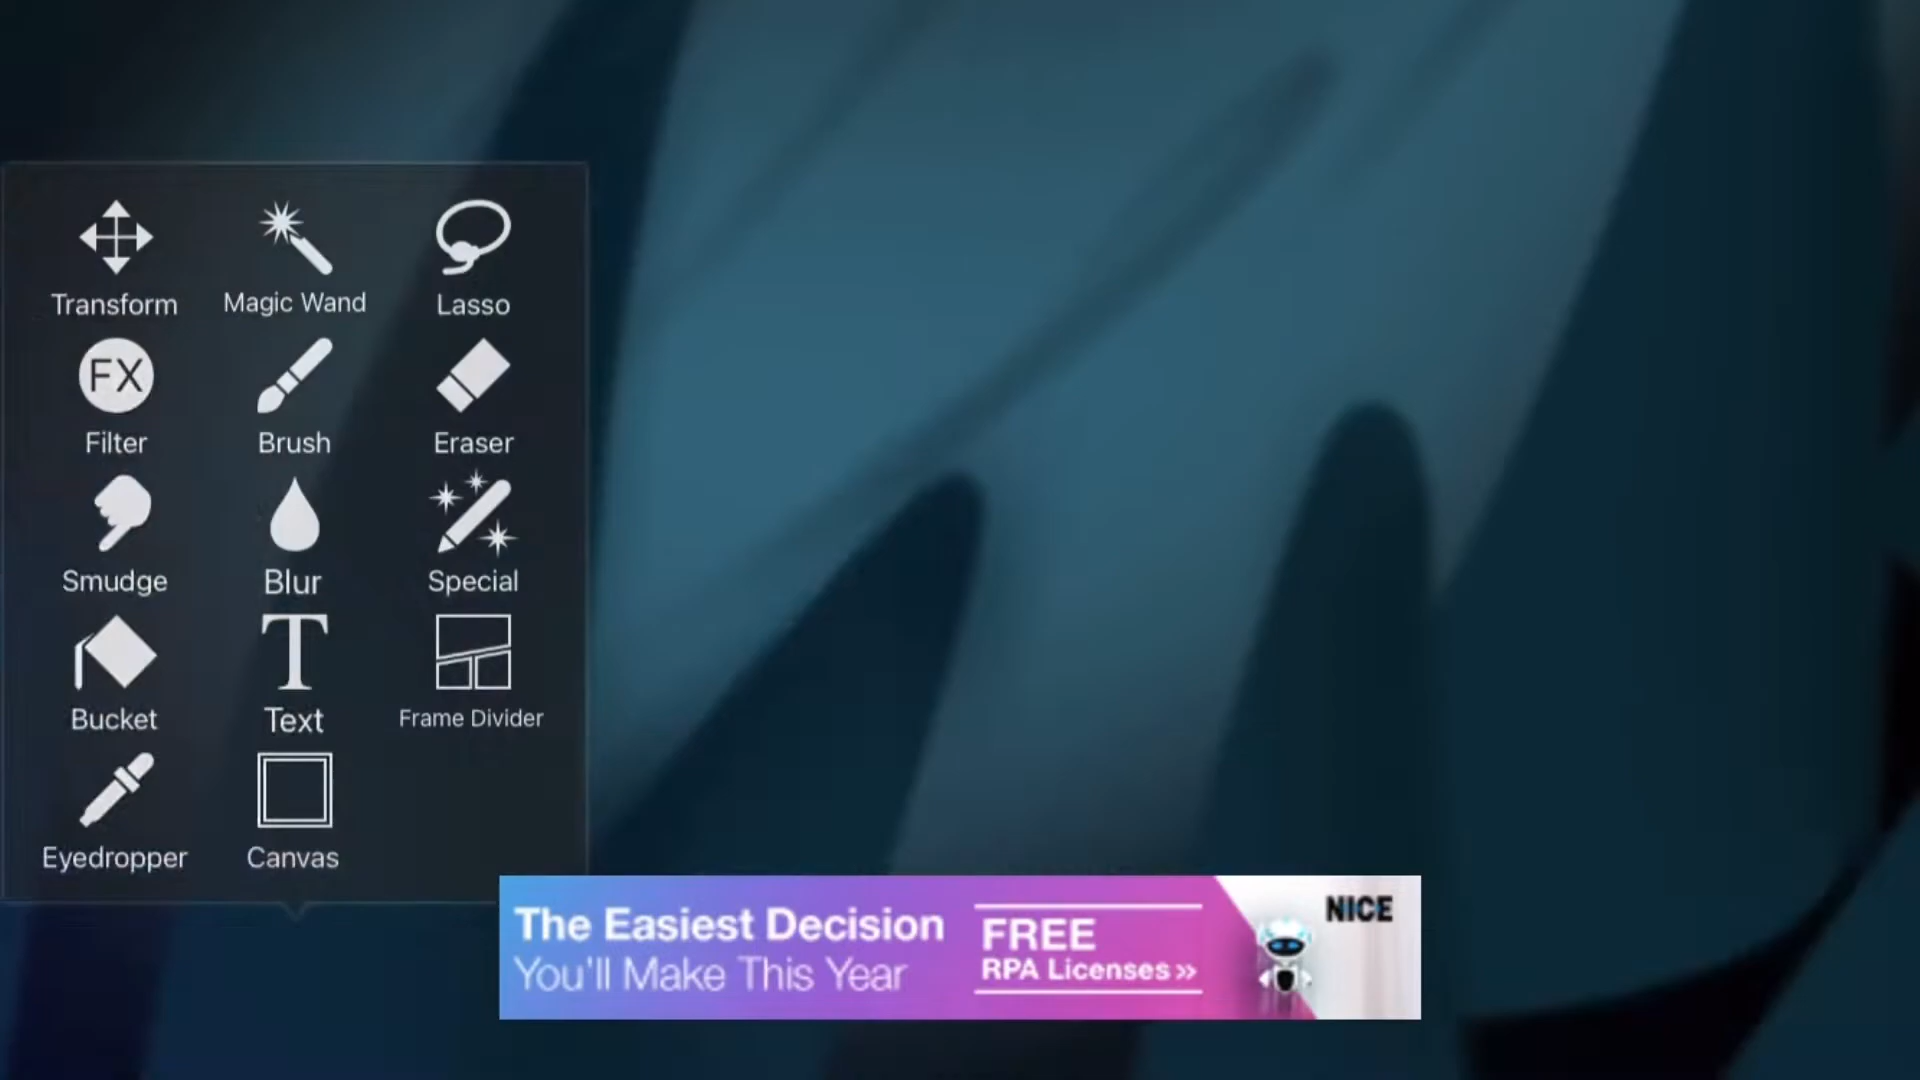 Transform
Magic Wand
Lasso
FX
Filter
Brush
Eraser
Smudge
Blur
Special
T
Bucket
Text
Frame Divider
Eyedropper
Canvas
The Easiest Decision
You'll Make This Year
FREE
RPA Licenses »
NICE